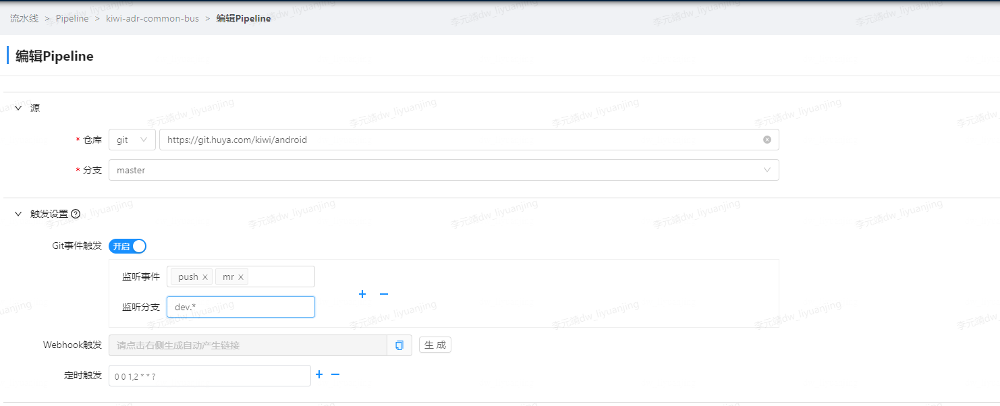 流水线 > Pipeline > kiwi-adr-common-bus > 编辑Pipeline
编辑Pipeline
源
* 仓库 git https://git.huya.com/kiwi/android
* 分支 master
触发设置 ?
Git事件触发 开启
监听事件 push x mr x
监听分支 dev.*
Webhook触发 请点击右侧生成自动产生链接 生 成
定时触发 0 0 1,2 * * ?
李元靖dw_liyuanjing